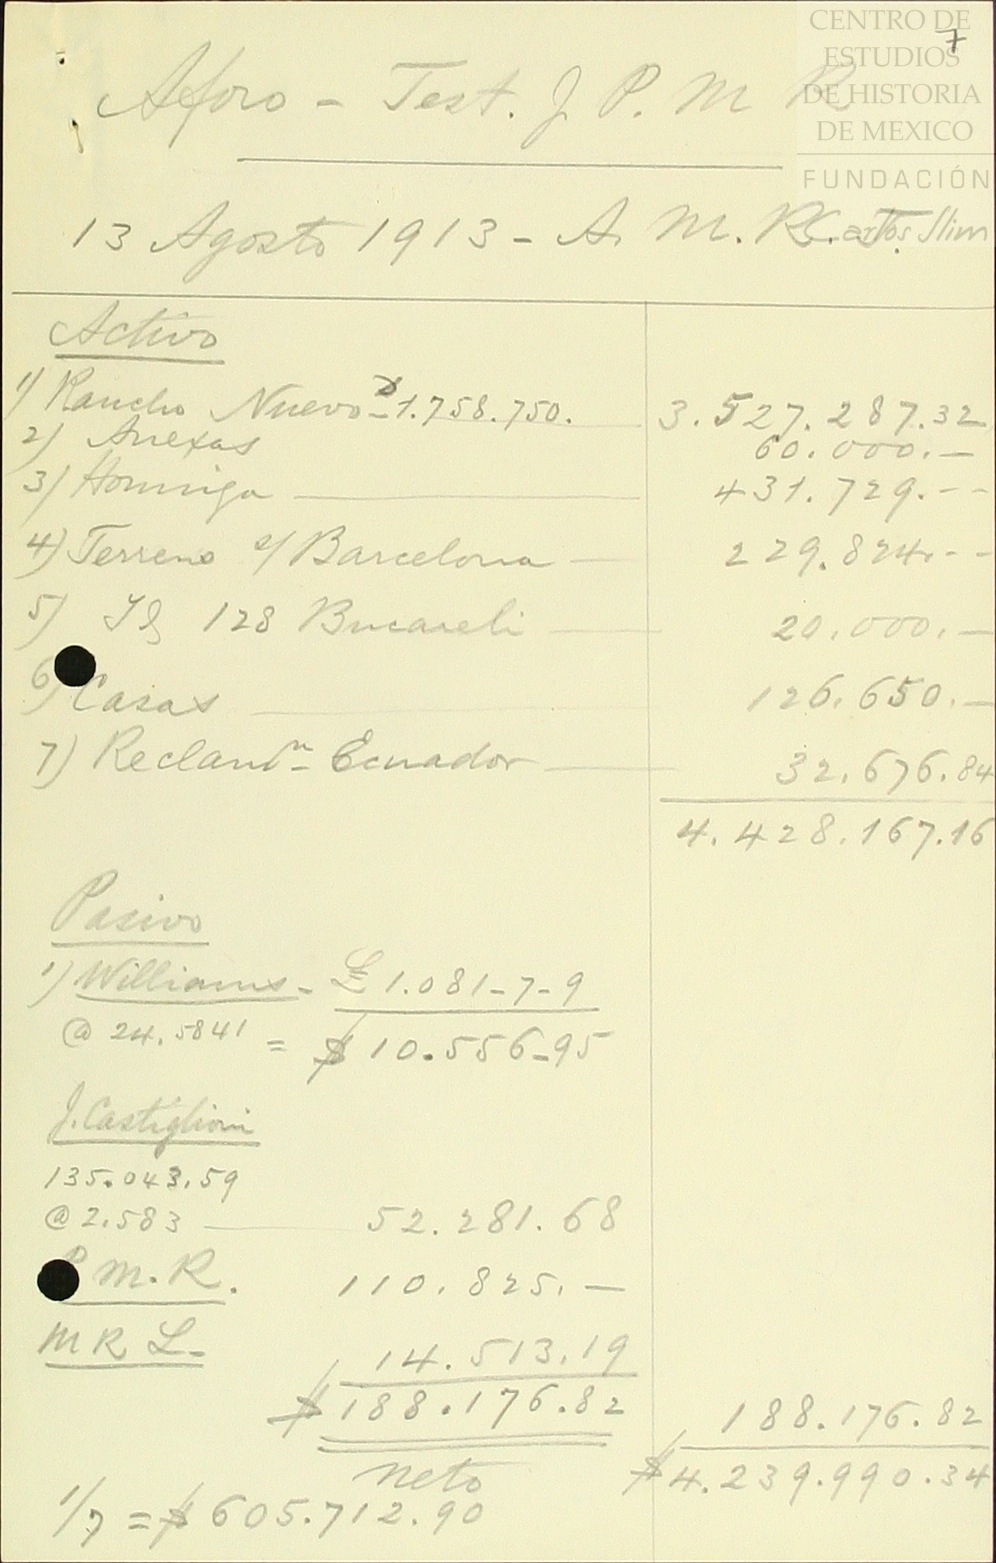 CENTRO DE
ESTUDIOS
DE HISTORIA
DE MEXICO
FUNDACIÓN
Carlos Slim
7
Aforo - Test. J. P. M R
13 Agosto 1913 - A. M. R. T.
Activo
1) Rancho Nuevo - 1.758.750. 3.527.287.32
2) Anexas 60.000.—
3) Hormiga 431.729.--
4) Terreno c/ Barcelona 229.824.--
5) Id 128 Bucareli 20.000.—
6) Casas 126.650.—
7) Reclamn - Ecuador 32.676.84
4.428.167.16
Pasivo
1) Williams - £ 1.081-7-9
@ 24.5841 = $ 10.556-95
J. Castiglioni
135.043.59
@ 2.583 52.281.68
P M. R. 110.825.—
M R L- 14.513.19
$ 188.176.82 188.176.82
neto $ 4.239.990.34
1/7 = $ 605.712.90